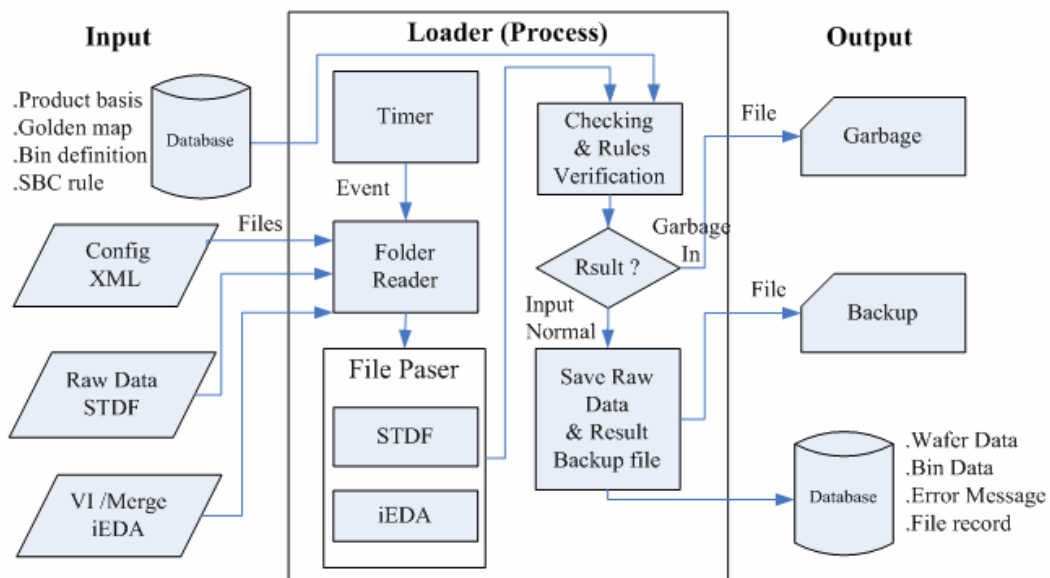 Input
Loader (Process)
Output
.Product basis
.Golden map
.Bin definition
.SBC rule
Database
Timer
Checking
& Rules
Verification
File
Garbage
Event
Files
Config
XML
Folder
Reader
Garbage
In
Rsult ?
Input
Normal
File
Backup
Raw Data
STDF
File Paser
STDF
iEDA
Save Raw
Data
& Result
Backup file
VI /Merge
iEDA
Database
.Wafer Data
.Bin Data
.Error Message
.File record